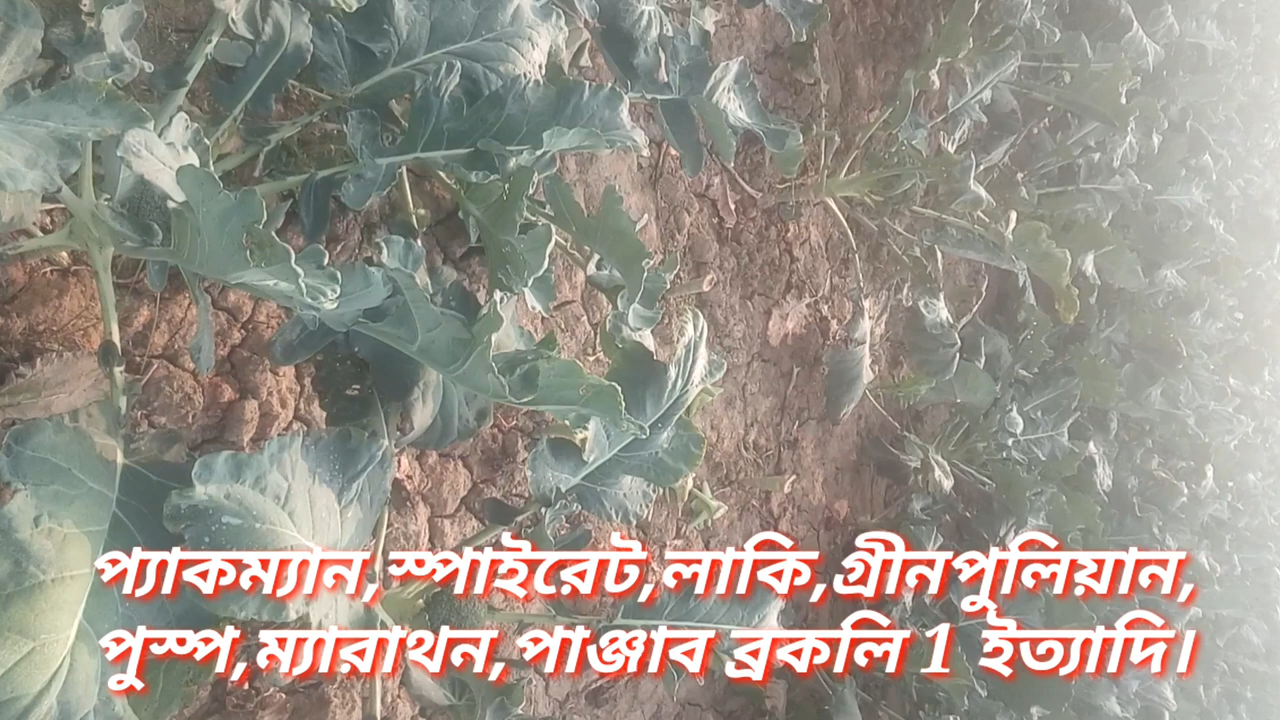 প্যাকম্যান,স্পাইরেট,লাকি,গ্রীনপুলিয়ান,
পুস্প,ম্যারাথন,পাঞ্জাব ব্রকলি 1 ইত্যাদি।